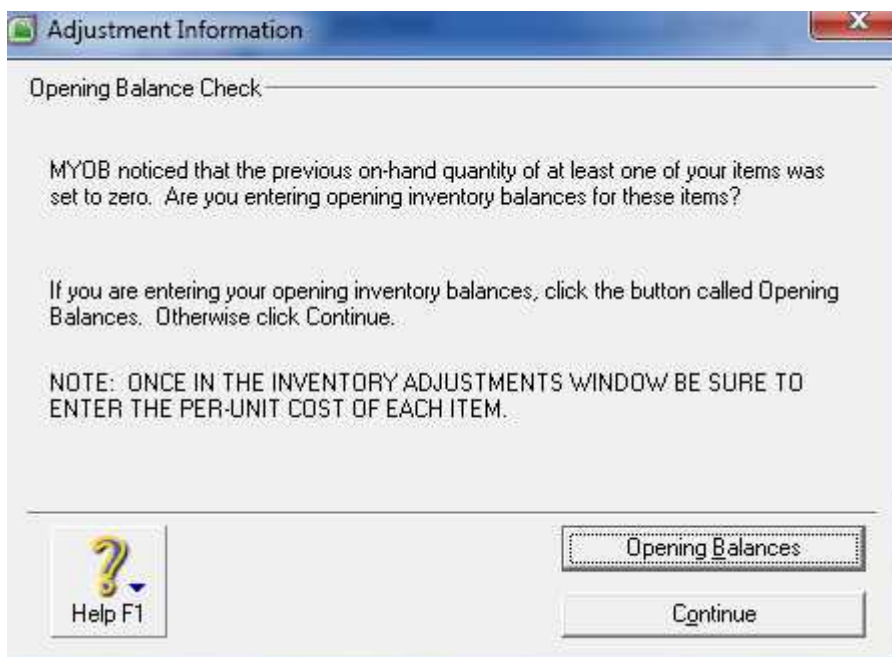 Adjustment Information
Opening Balance Check
MYOB noticed that the previous on-hand quantity of at least one of your items was
set to zero. Are you entering opening inventory balances for these items?
If you are entering your opening inventory balances, click the button called Opening
Balances. Otherwise click Continue.
NOTE: ONCE IN THE INVENTORY ADJUSTMENTS WINDOW BE SURE TO
ENTER THE PER-UNIT COST OF EACH ITEM.
Opening Balances
Help F1
Continue